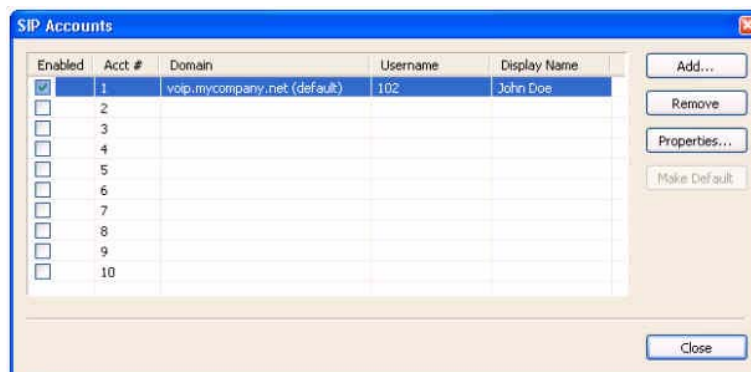 SIP Accounts
Enabled Acct # Domain Username Display Name
1 voip.mycompany.net (default) 102 John Doe
2
3
4
5
6
7
8
9
10
Add...
Remove
Properties...
Make Default
Close